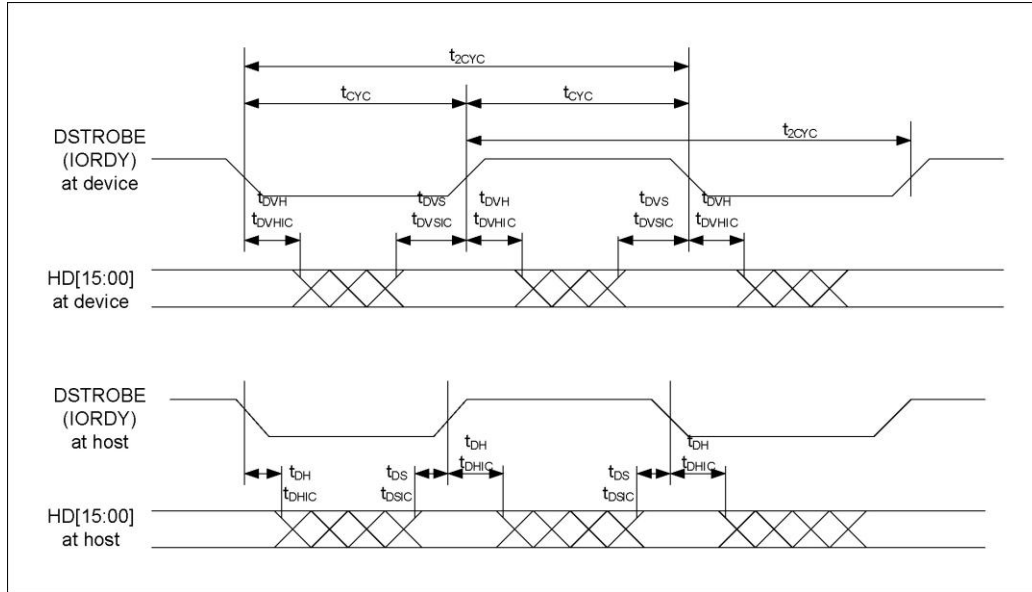 t2CYC
tCYC
tCYC
t2CYC
DSTROBE
(IORDY)
at device
tDVH
tDVHIC
tDVS
tDVSIC
tDVH
tDVHIC
tDVS
tDVSIC
tDVH
tDVHIC
HD[15:00]
at device
DSTROBE
(IORDY)
at host
tDH
tDHIC
tDS
tDSIC
tDH
tDHIC
tDS
tDSIC
tDH
tDHIC
HD[15:00]
at host